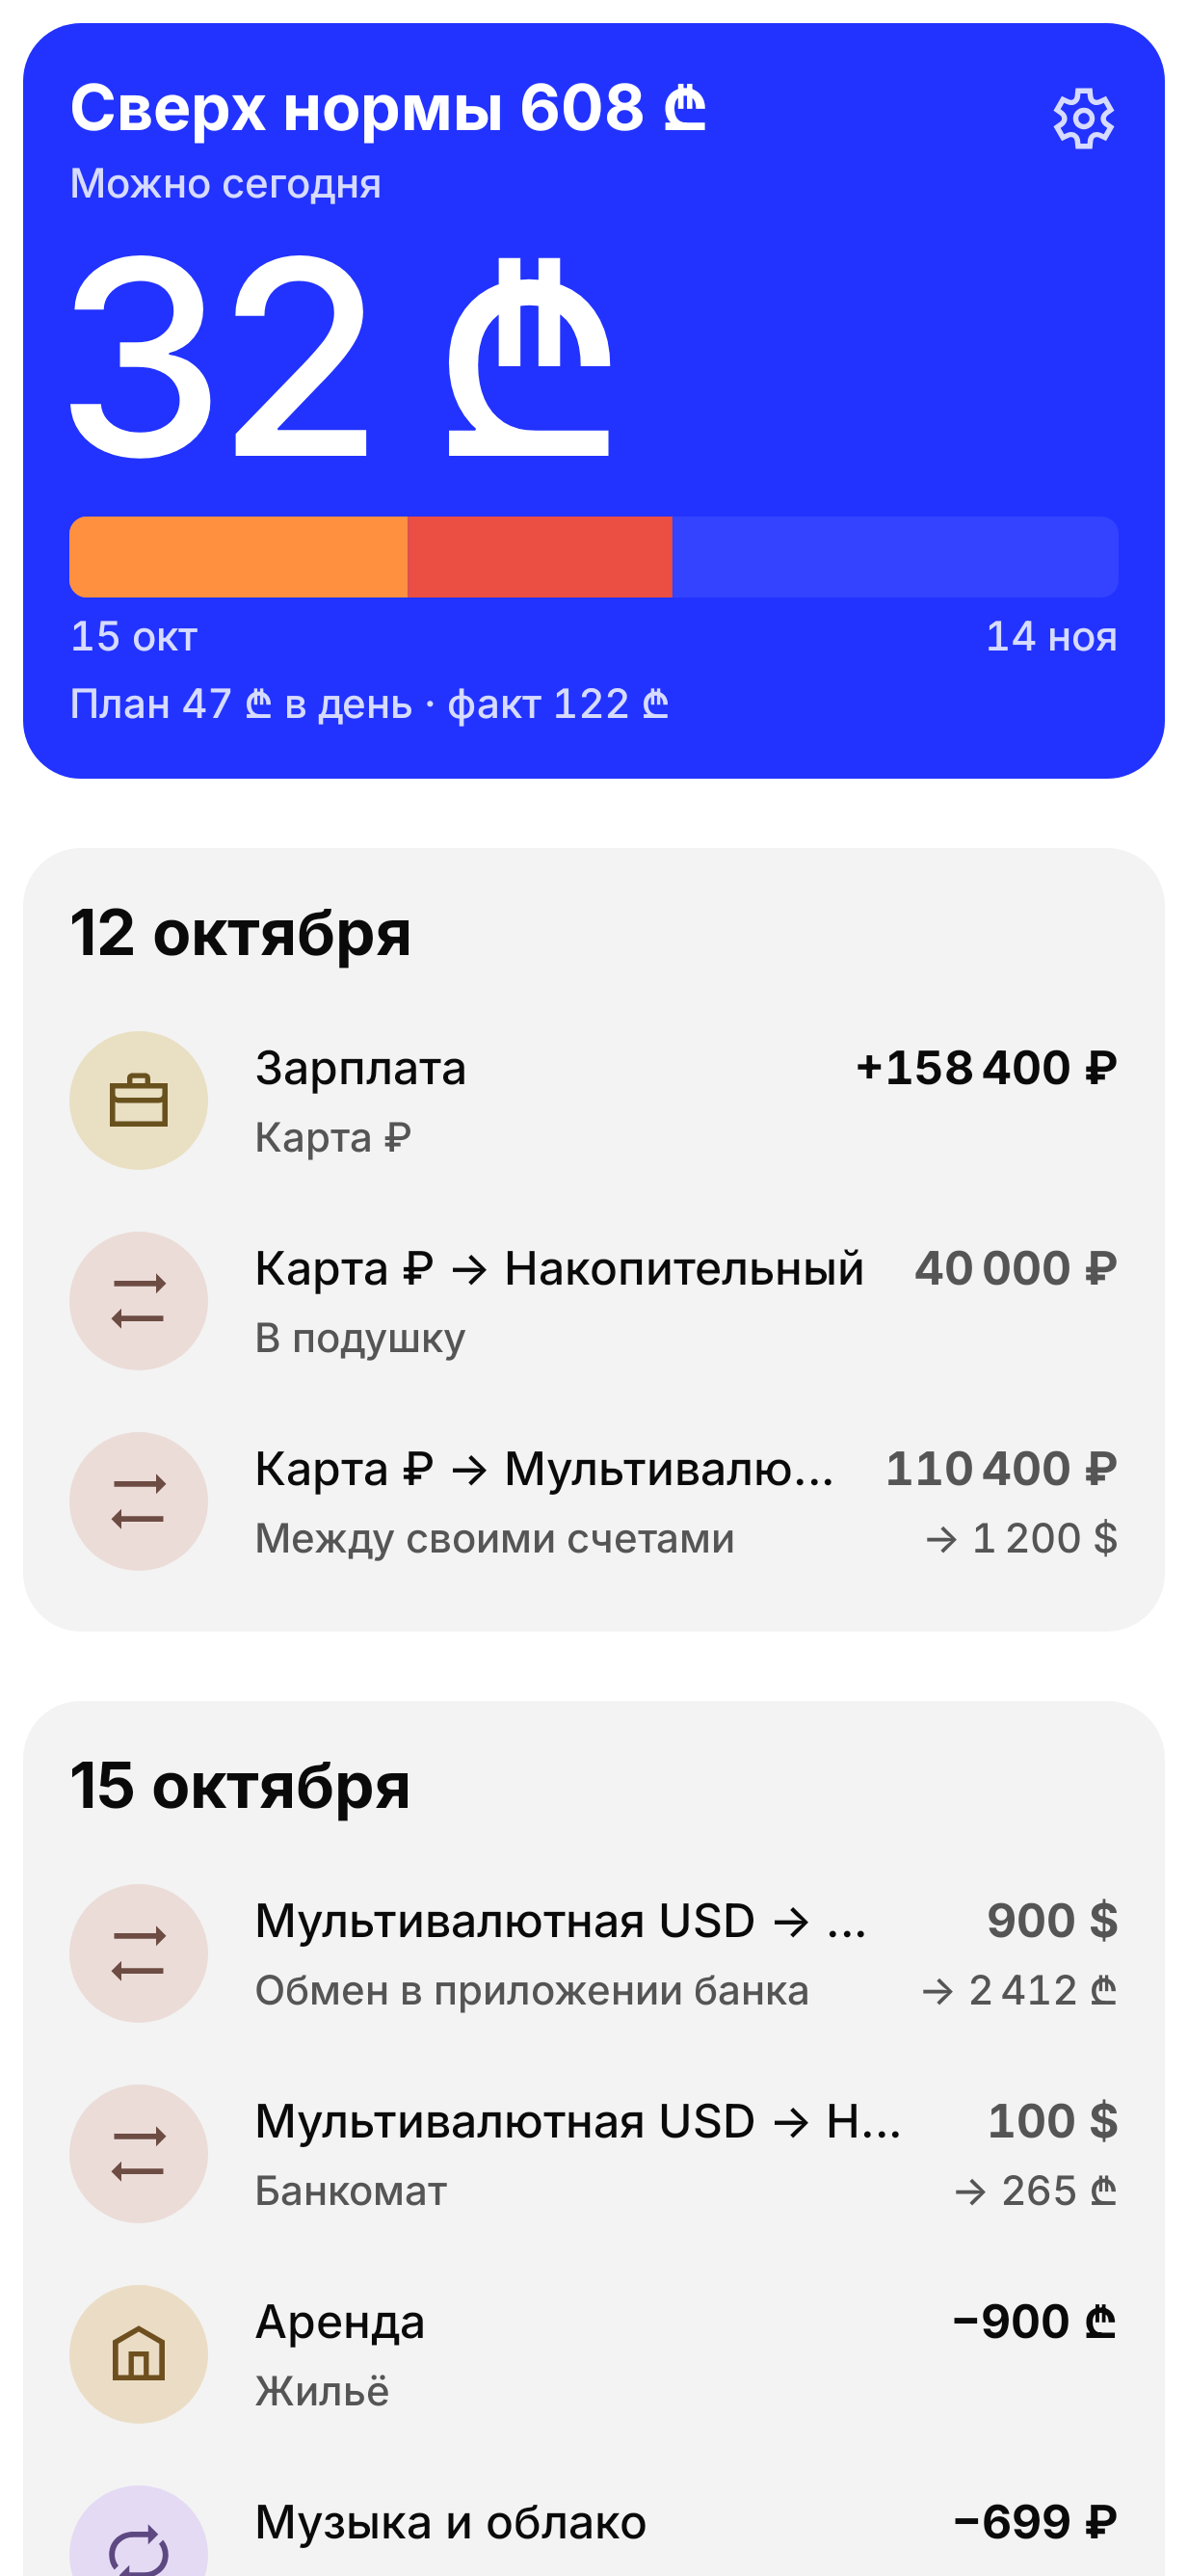 Сверх нормы 608 ₾
Можно сегодня
32 ₾
15 окт 14 ноя
План 47 ₾ в день · факт 122 ₾
12 октября
Зарплата +158 400 ₽
Карта ₽
Карта ₽ → Накопительный 40 000 ₽
В подушку
Карта ₽ → Мультивалю... 110 400 ₽
Между своими счетами → 1 200 $
15 октября
Мультивалютная USD → ... 900 $
Обмен в приложении банка → 2 412 ₾
Мультивалютная USD → Н... 100 $
Банкомат → 265 ₾
Аренда −900 ₾
Жильё
Музыка и облако −699 ₽